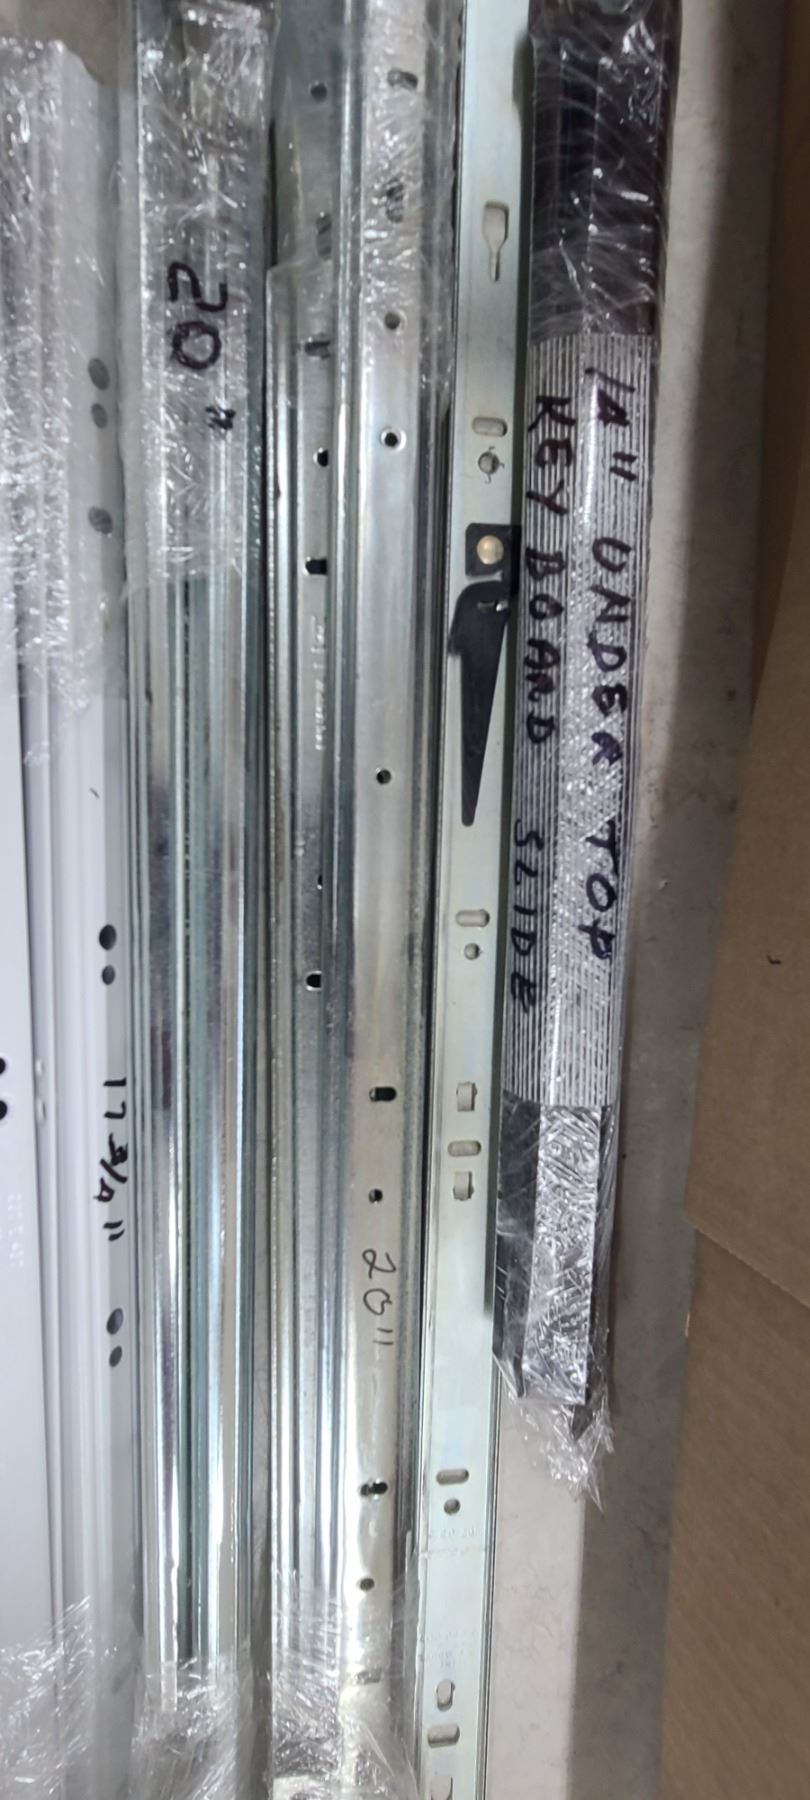 20"
17 3/4"
20"
14" UNDER TOP
KEY BOARD SLIDE